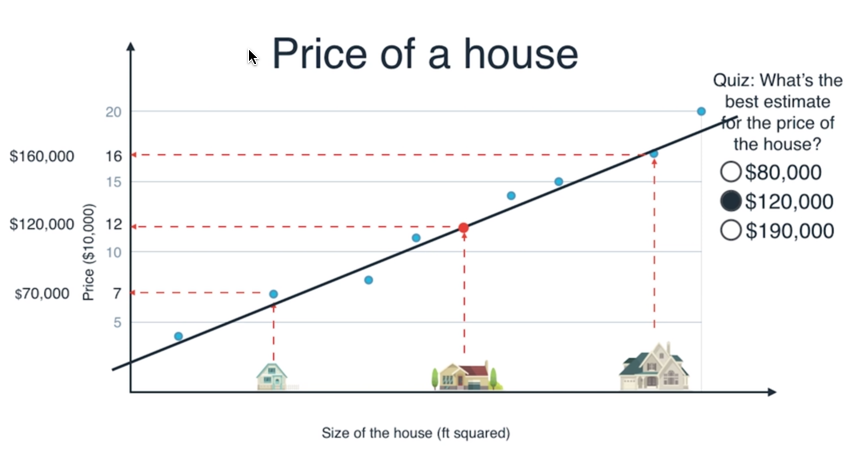 Price of a house
Quiz: What's the
best estimate
for the price of
the house?
$80,000
$120,000
$190,000
20
$160,000
16
15
$120,000
12
10
$70,000
7
5
Price ($10,000)
Size of the house (ft squared)